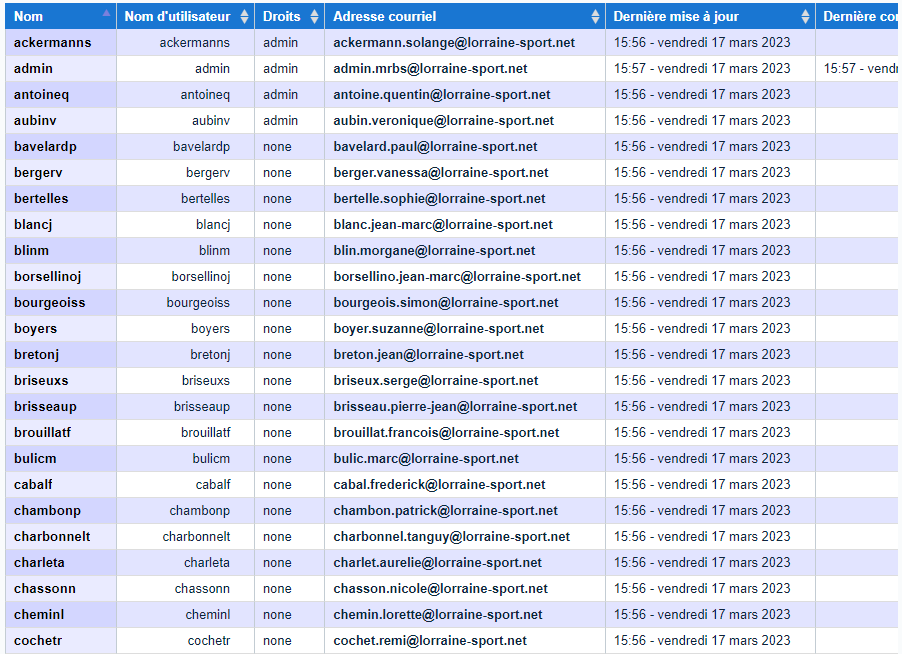 Nom Nom d'utilisateur Droits Adresse courriel Dernière mise à jour Dernière co
ackermanns ackermanns admin ackermann.solange@lorraine-sport.net 15:56 - vendredi 17 mars 2023
admin admin admin admin.mrbs@lorraine-sport.net 15:57 - vendredi 17 mars 2023 15:57 - vend
antoineq antoineq admin antoine.quentin@lorraine-sport.net 15:56 - vendredi 17 mars 2023
aubinv aubinv admin aubin.veronique@lorraine-sport.net 15:56 - vendredi 17 mars 2023
bavelardp bavelardp none bavelard.paul@lorraine-sport.net 15:56 - vendredi 17 mars 2023
bergerv bergerv none berger.vanessa@lorraine-sport.net 15:56 - vendredi 17 mars 2023
bertelles bertelles none bertelle.sophie@lorraine-sport.net 15:56 - vendredi 17 mars 2023
blancj blancj none blanc.jean-marc@lorraine-sport.net 15:56 - vendredi 17 mars 2023
blinm blinm none blin.morgane@lorraine-sport.net 15:56 - vendredi 17 mars 2023
borsellinoj borsellinoj none borsellino.jean-marc@lorraine-sport.net 15:56 - vendredi 17 mars 2023
bourgeoiss bourgeoiss none bourgeois.simon@lorraine-sport.net 15:56 - vendredi 17 mars 2023
boyers boyers none boyer.suzanne@lorraine-sport.net 15:56 - vendredi 17 mars 2023
bretonj bretonj none breton.jean@lorraine-sport.net 15:56 - vendredi 17 mars 2023
briseuxs briseuxs none briseux.serge@lorraine-sport.net 15:56 - vendredi 17 mars 2023
brisseaup brisseaup none brisseau.pierre-jean@lorraine-sport.net 15:56 - vendredi 17 mars 2023
brouillatf brouillatf none brouillat.francois@lorraine-sport.net 15:56 - vendredi 17 mars 2023
bulicm bulicm none bulic.marc@lorraine-sport.net 15:56 - vendredi 17 mars 2023
cabalf cabalf none cabal.frederick@lorraine-sport.net 15:56 - vendredi 17 mars 2023
chambonp chambonp none chambon.patrick@lorraine-sport.net 15:56 - vendredi 17 mars 2023
charbonnelt charbonnelt none charbonnel.tanguy@lorraine-sport.net 15:56 - vendredi 17 mars 2023
charleta charleta none charlet.aurelie@lorraine-sport.net 15:56 - vendredi 17 mars 2023
chassonn chassonn none chasson.nicole@lorraine-sport.net 15:56 - vendredi 17 mars 2023
cheminl cheminl none chemin.lorette@lorraine-sport.net 15:56 - vendredi 17 mars 2023
cochetr cochetr none cochet.remi@lorraine-sport.net 15:56 - vendredi 17 mars 2023